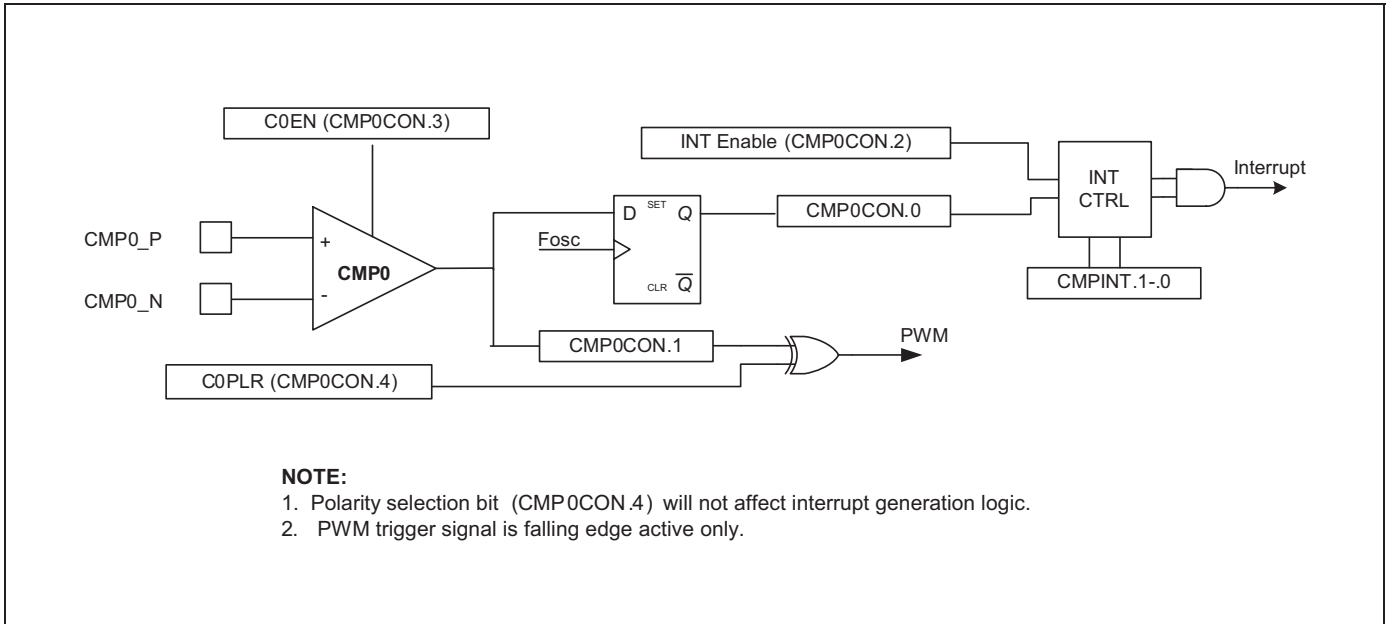 C0EN (CMP0CON.3)
INT Enable (CMP0CON.2)
INT
CTRL
Interrupt
CMP0_P
CMP0_N
+
-
CMP0
D
SET
Q
Fosc
CLR
Q
CMP0CON.0
CMPINT.1-.0
CMP0CON.1
PWM
C0PLR (CMP0CON.4)
NOTE:
1. Polarity selection bit (CMP0CON.4) will not affect interrupt generation logic.
2. PWM trigger signal is falling edge active only.